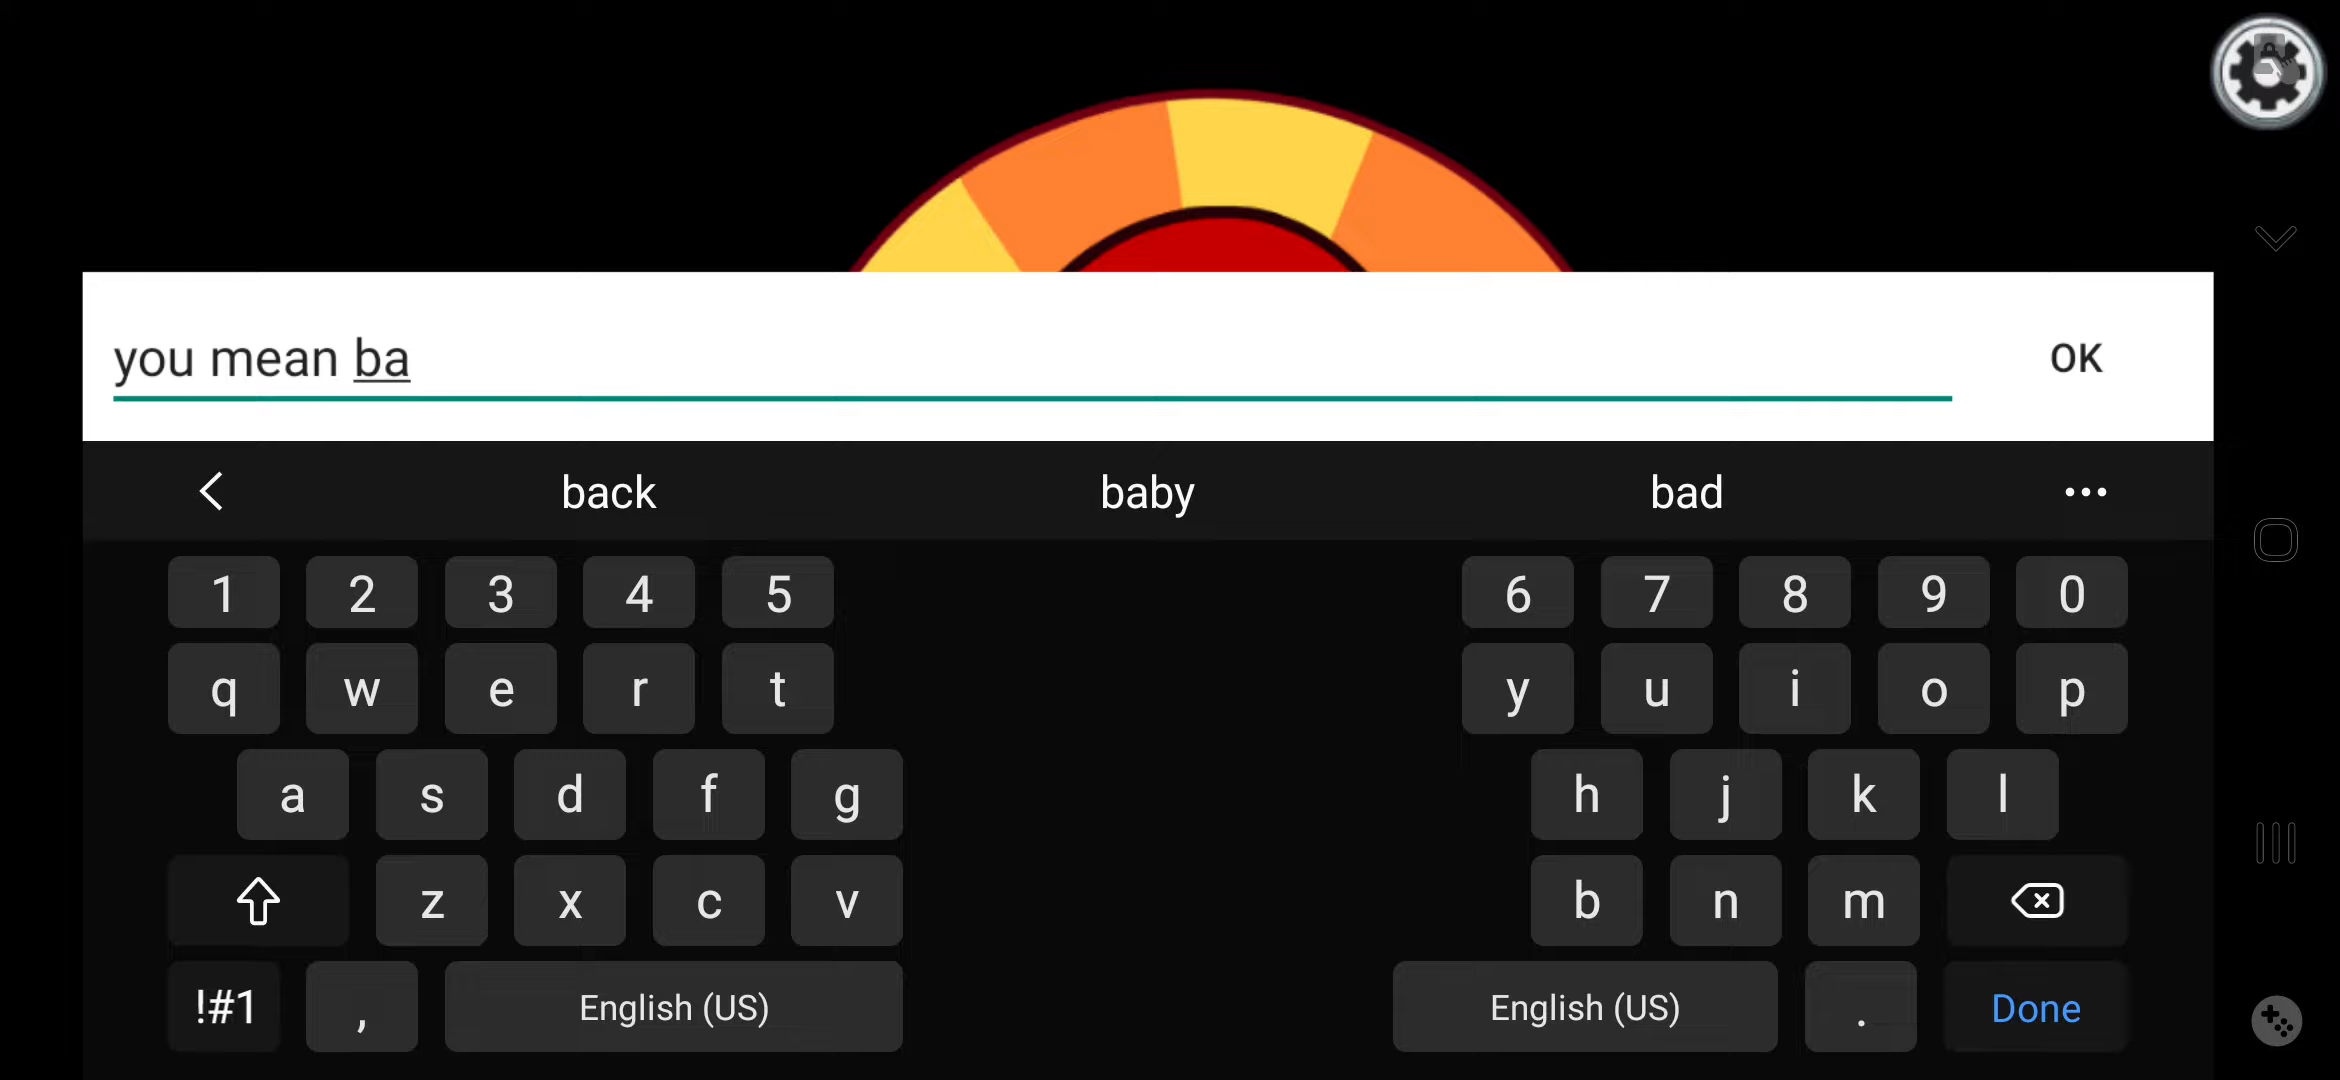 you mean ba
OK
back baby bad
1 2 3 4 5 6 7 8 9 0
q w e r t y u i o p
a s d f g h j k l
z x c v b n m
!#1 , English (US) English (US) . Done